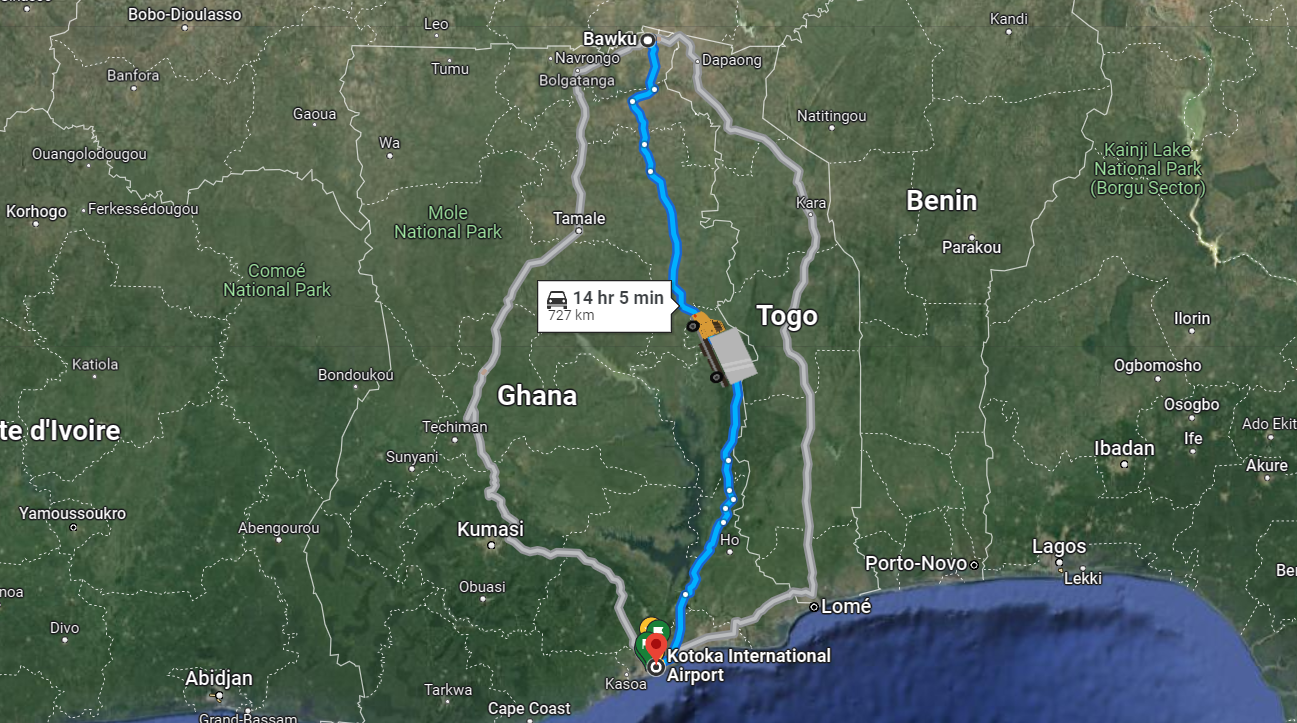 Bobo-Dioulasso
Leo
Kandi
Bawku
Navrongo
Dapaong
Tumu
Bolgatanga
Banfora
Gaoua
Natitingou
Wa
Ouangolodougou
Kainji Lake
National Park
(Borgu Sector)
Korhogo
Ferkessédougou
Mole
National Park
Tamale
Kara
Benin
Parakou
Comoé
National Park
14 hr 5 min
727 km
Togo
Ilorin
Katiola
Bondoukou
Ogbomosho
Ghana
Osogbo
te d'Ivoire
Techiman
Ado Ekit
Ife
Sunyani
Ibadan
Akure
Yamoussoukro
Abengourou
Kumasi
Ho
Lagos
Porto-Novo
Lekki
Be
noa
Obuasi
Lomé
Divo
Kotoka International
Airport
Abidjan
Kasoa
Tarkwa
Cape Coast
Grand-Bassam